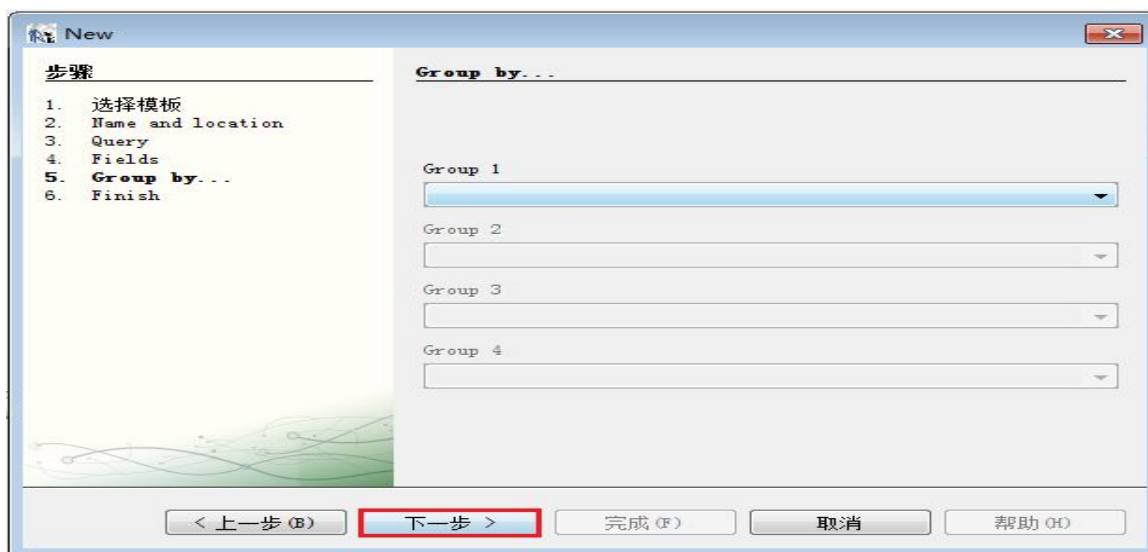 New
步骤
1. 选择模板
2. Name and location
3. Query
4. Fields
5. Group by...
6. Finish
Group by...
Group 1
Group 2
Group 3
Group 4
< 上一步(B)
下一步 >
完成(F)
取消
帮助(H)